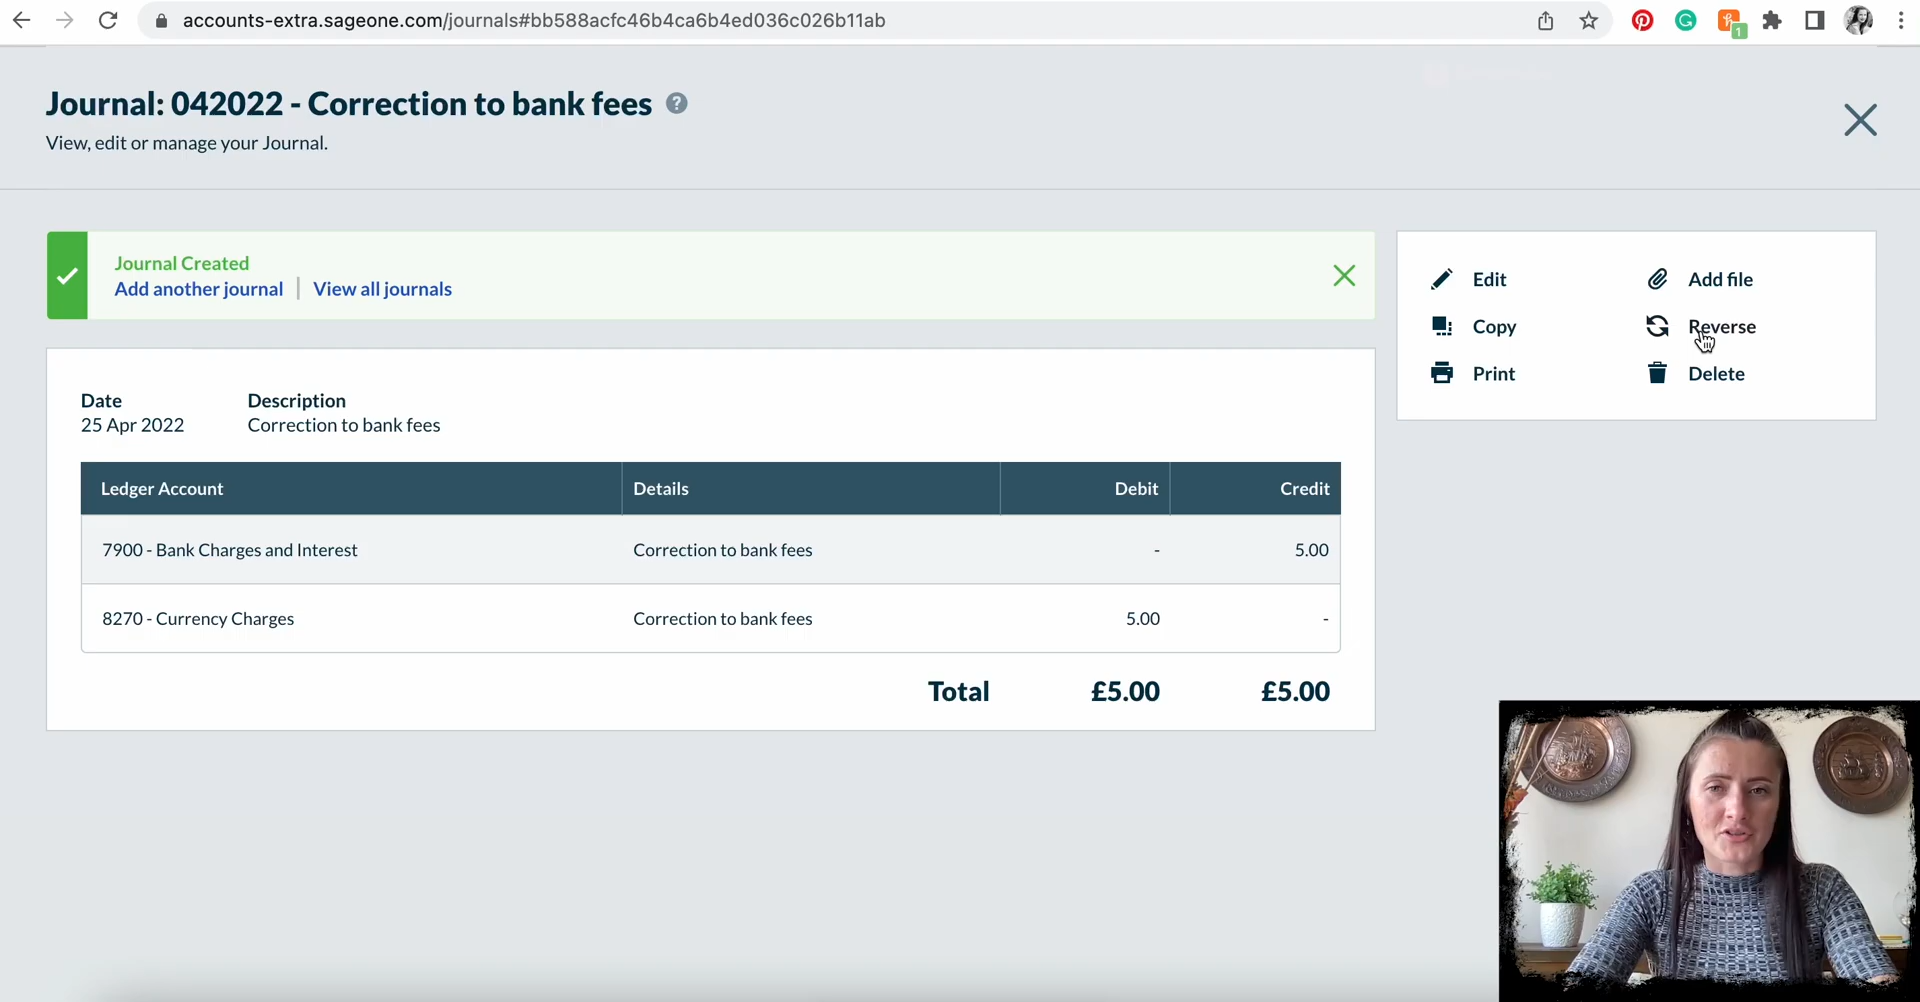 accounts-extra.sageone.com/journals#bb588acfc46b4ca6b4ed036c026b11ab
1
Journal: 042022 - Correction to bank fees ?
View, edit or manage your Journal.
Journal Created
Add another journal | View all journals
Edit
Add file
Copy
Reverse
Print
Delete
Date Description
25 Apr 2022 Correction to bank fees
Ledger Account Details Debit Credit
7900 - Bank Charges and Interest Correction to bank fees - 5.00
8270 - Currency Charges Correction to bank fees 5.00 -
Total £5.00 £5.00